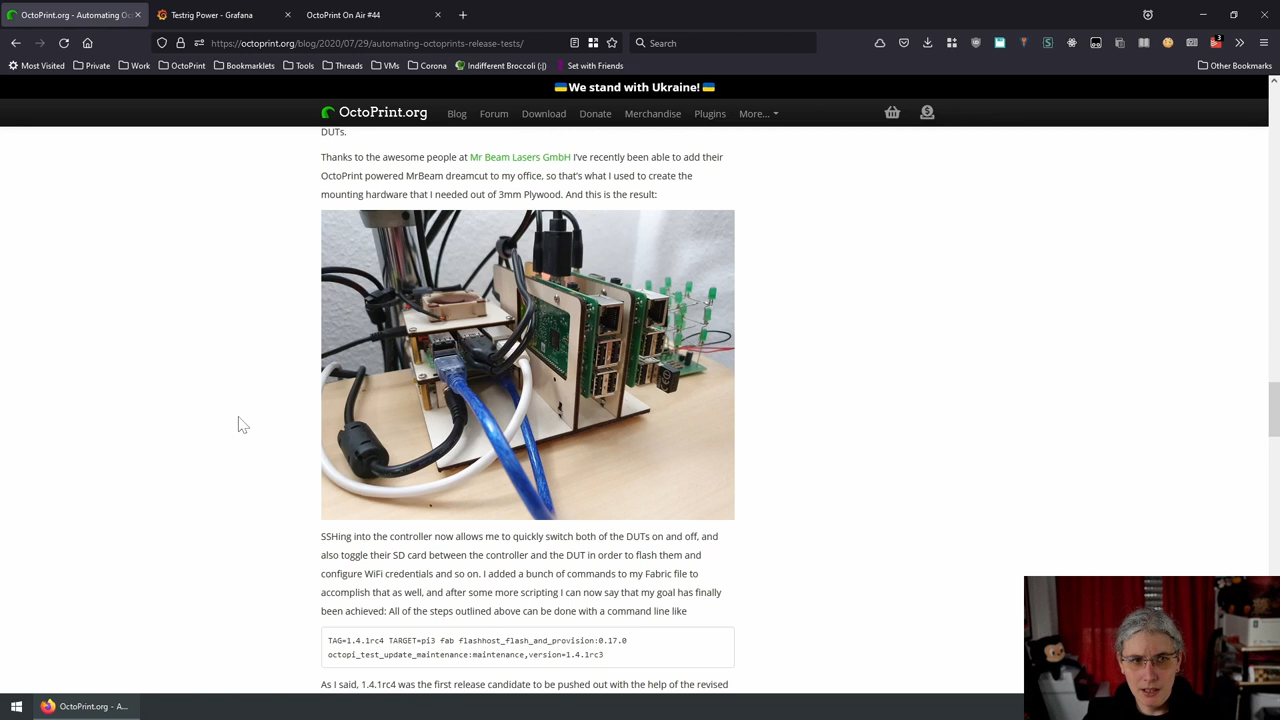 OctoPrint.org - Automating Oc
Testrig Power - Grafana
OctoPrint On Air #44
https://octoprint.org/blog/2020/07/29/automating-octoprints-release-tests/
Search
3
Most Visited
Private
Work
OctoPrint
Bookmarklets
Tools
Threads
VMs
Corona
Indifferent Broccoli (:|)
Set with Friends
Other Bookmarks
We stand with Ukraine!
OctoPrint.org
Blog
Forum
Download
Donate
Merchandise
Plugins
More...
DUTs.
Thanks to the awesome people at Mr Beam Lasers GmbH I've recently been able to add their
OctoPrint powered MrBeam dreamcut to my office, so that's what I used to create the
mounting hardware that I needed out of 3mm Plywood. And this is the result:
SSHing into the controller now allows me to quickly switch both of the DUTs on and off, and
also toggle their SD card between the controller and the DUT in order to flash them and
configure WiFi credentials and so on. I added a bunch of commands to my Fabric file to
accomplish that as well, and after some more scripting I can now say that my goal has finally
been achieved: All of the steps outlined above can be done with a command line like
TAG=1.4.1rc4 TARGET=pi3 fab flashhost_flash_and_provision:0.17.0
octopi_test_update_maintenance:maintenance,version=1.4.1rc3
As I said, 1.4.1rc4 was the first release candidate to be pushed out with the help of the revised
OctoPrint.org - A...